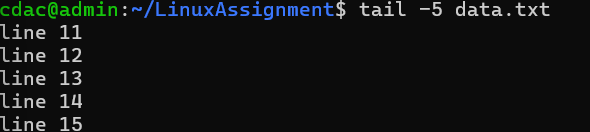 cdac@admin:~/LinuxAssignment$ tail -5 data.txt
line 11
line 12
line 13
line 14
line 15